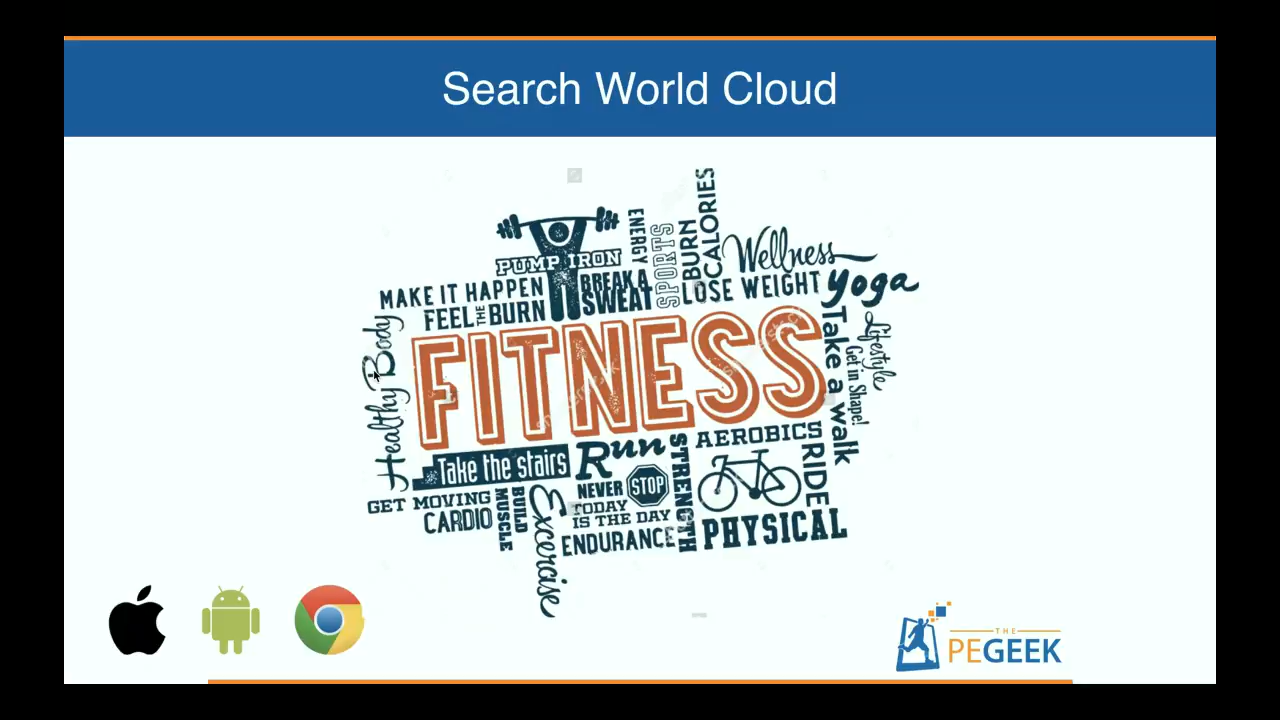 Search World Cloud
ENERGY
SPORTS
BURN
CALORIES
Wellness
PUMP IRON
MAKE IT HAPPEN
BREAK A
SWEAT
LOSE WEIGHT
yoga
FEEL THE BURN
Healthy Body
FITNESS
Take a walk
Lifestyle
Get in Shape!
Take the stairs
Run
STRENGTH
AEROBICS
RIDE
GET MOVING
CARDIO
MUSCLE
BUILD
Excercise
NEVER STOP
TODAY
IS THE DAY
ENDURANCE
PHYSICAL
THE
PEGEEK